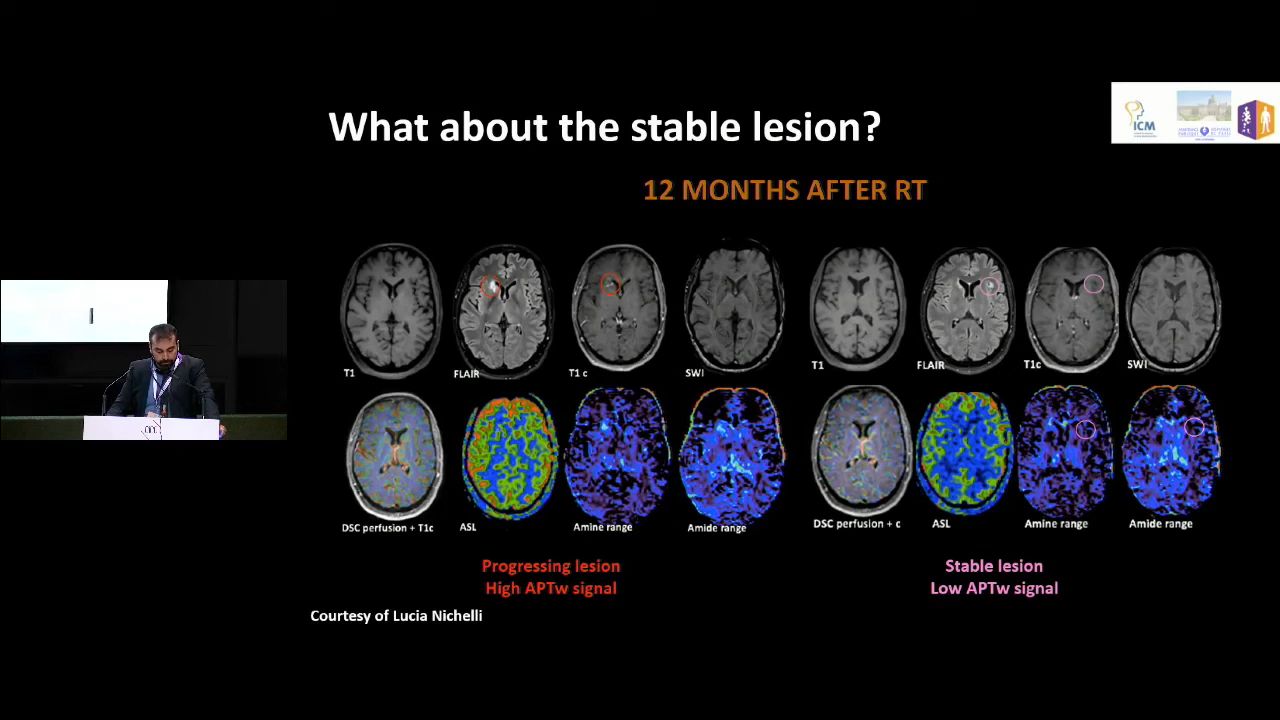 What about the stable lesion?
ICM
12 MONTHS AFTER RT
T1
FLAIR
T1 c
SWI
T1
FLAIR
T1c
SWI
DSC perfusion + T1c
ASL
Amine range
Amide range
DSC perfusion + c
ASL
Amine range
Amide range
Progressing lesion
High APTw signal
Stable lesion
Low APTw signal
Courtesy of Lucia Nichelli